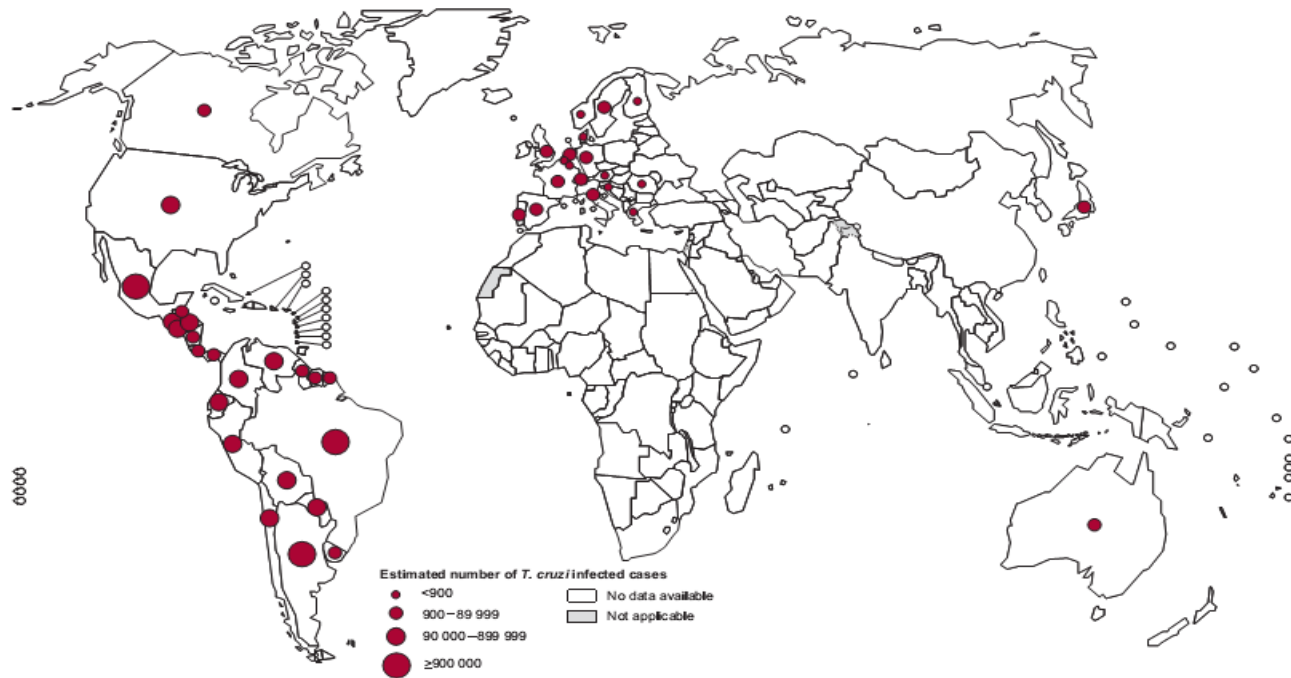 Estimated number of T. cruzi infected cases
<900
900–89 999
90 000–899 999
≥900 000
No data available
Not applicable